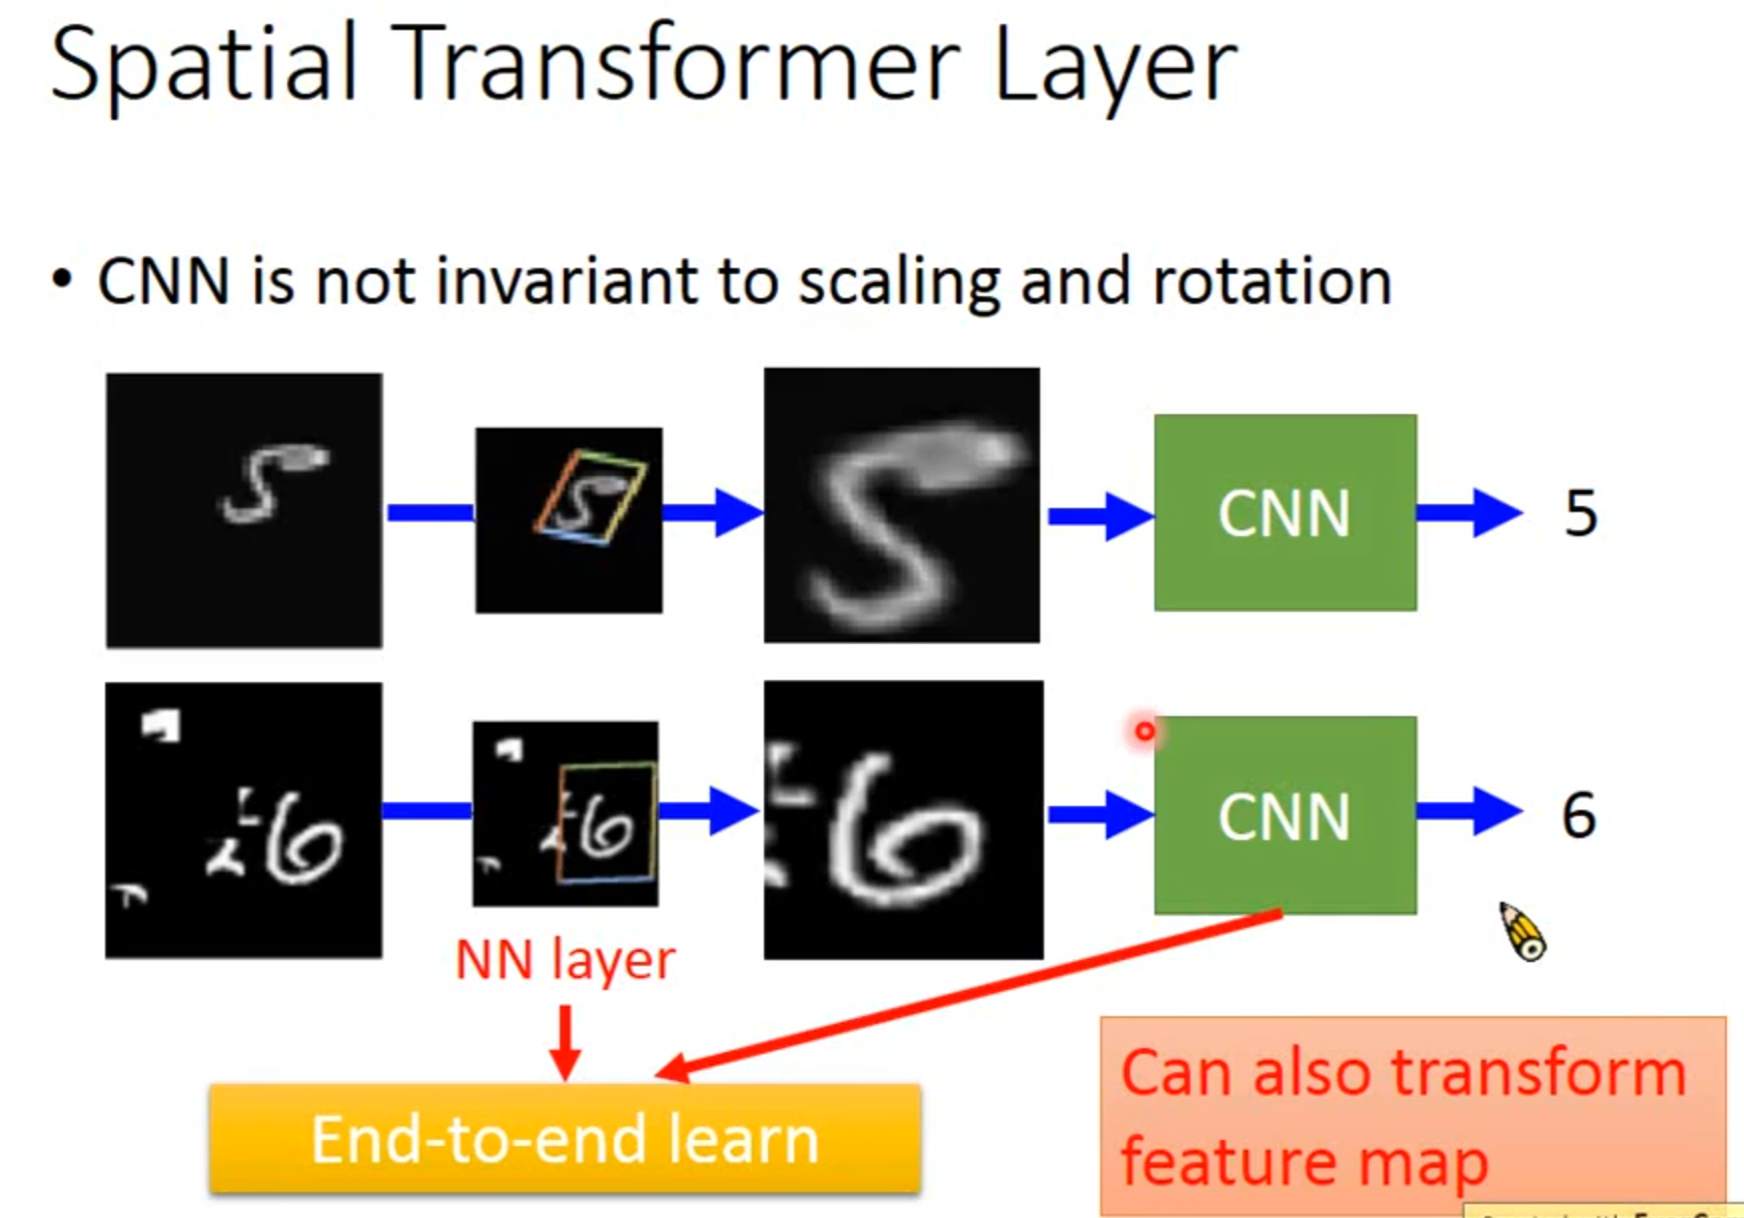 Spatial Transformer Layer
• CNN is not invariant to scaling and rotation
CNN
5
CNN
6
NN layer
End-to-end learn
Can also transform
feature map